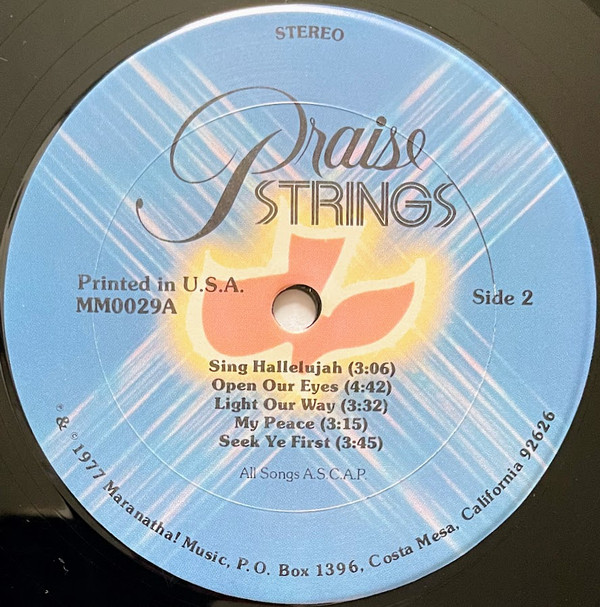 STEREO
Praise
STRINGS
Printed in U.S.A.
MM0029A
Side 2
Sing Hallelujah (3:06)
Open Our Eyes (4:42)
Light Our Way (3:32)
My Peace (3:15)
Seek Ye First (3:45)
All Songs A.S.C.A.P.
℗ & © 1977 Maranatha! Music, P.O. Box 1396, Costa Mesa, California 92626